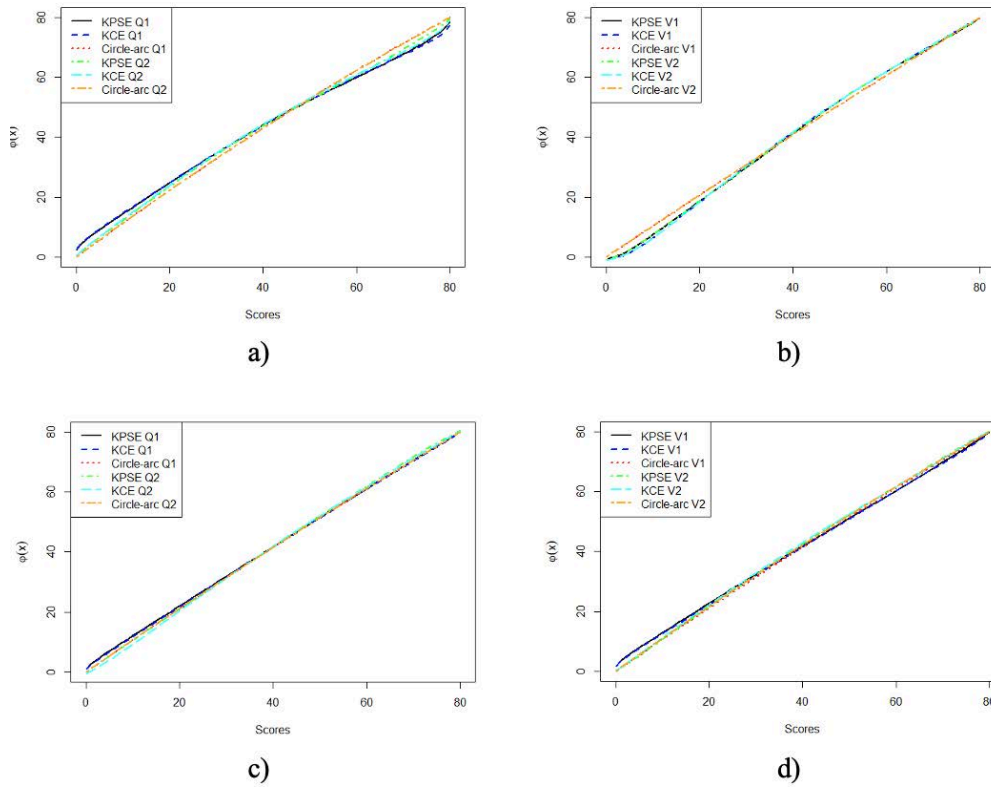 KPSE Q1
KCE Q1
Circle-arc Q1
KPSE Q2
KCE Q2
Circle-arc Q2
φ(x)
80
60
40
20
0
0 20 40 60 80
Scores
a)
KPSE V1
KCE V1
Circle-arc V1
KPSE V2
KCE V2
Circle-arc V2
φ(x)
80
60
40
20
0
0 20 40 60 80
Scores
b)
KPSE Q1
KCE Q1
Circle-arc Q1
KPSE Q2
KCE Q2
Circle-arc Q2
φ(x)
80
60
40
20
0
0 20 40 60 80
Scores
c)
KPSE V1
KCE V1
Circle-arc V1
KPSE V2
KCE V2
Circle-arc V2
φ(x)
80
60
40
20
0
0 20 40 60 80
Scores
d)